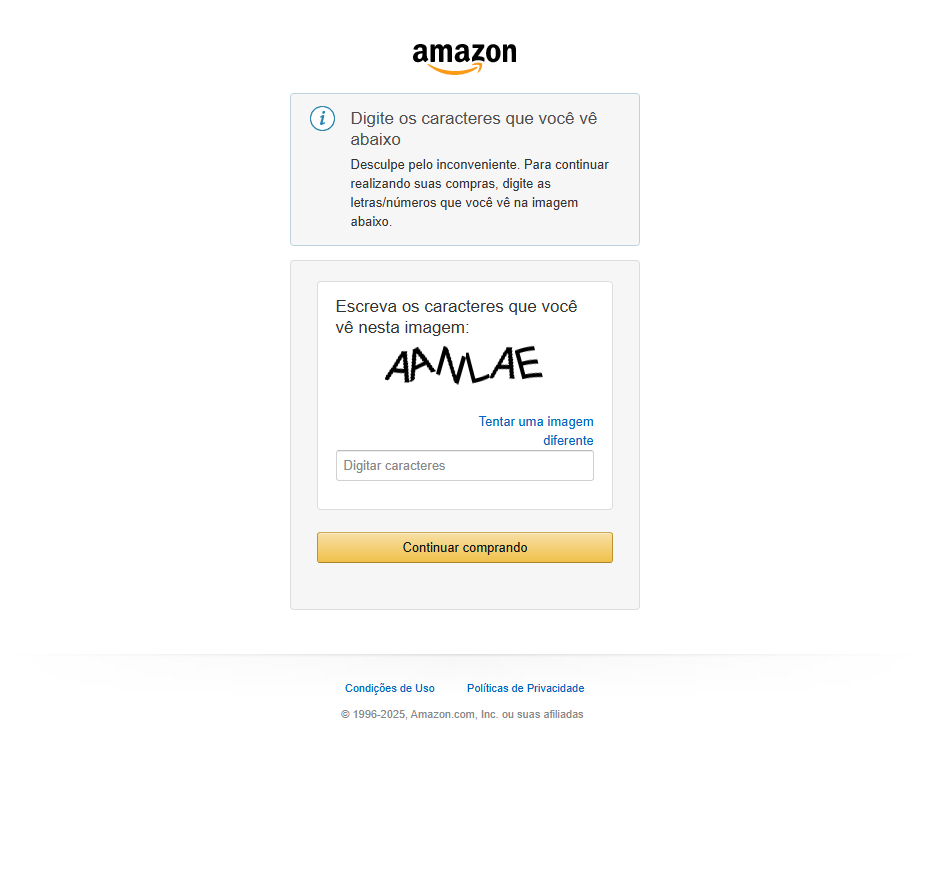 amazon
Digite os caracteres que você vê
abaixo
Desculpe pelo inconveniente. Para continuar
realizando suas compras, digite as
letras/números que você vê na imagem
abaixo.
Escreva os caracteres que você
vê nesta imagem:
Tentar uma imagem
diferente
Digitar caracteres
Continuar comprando
Condições de Uso Políticas de Privacidade
© 1996-2025, Amazon.com, Inc. ou suas afiliadas